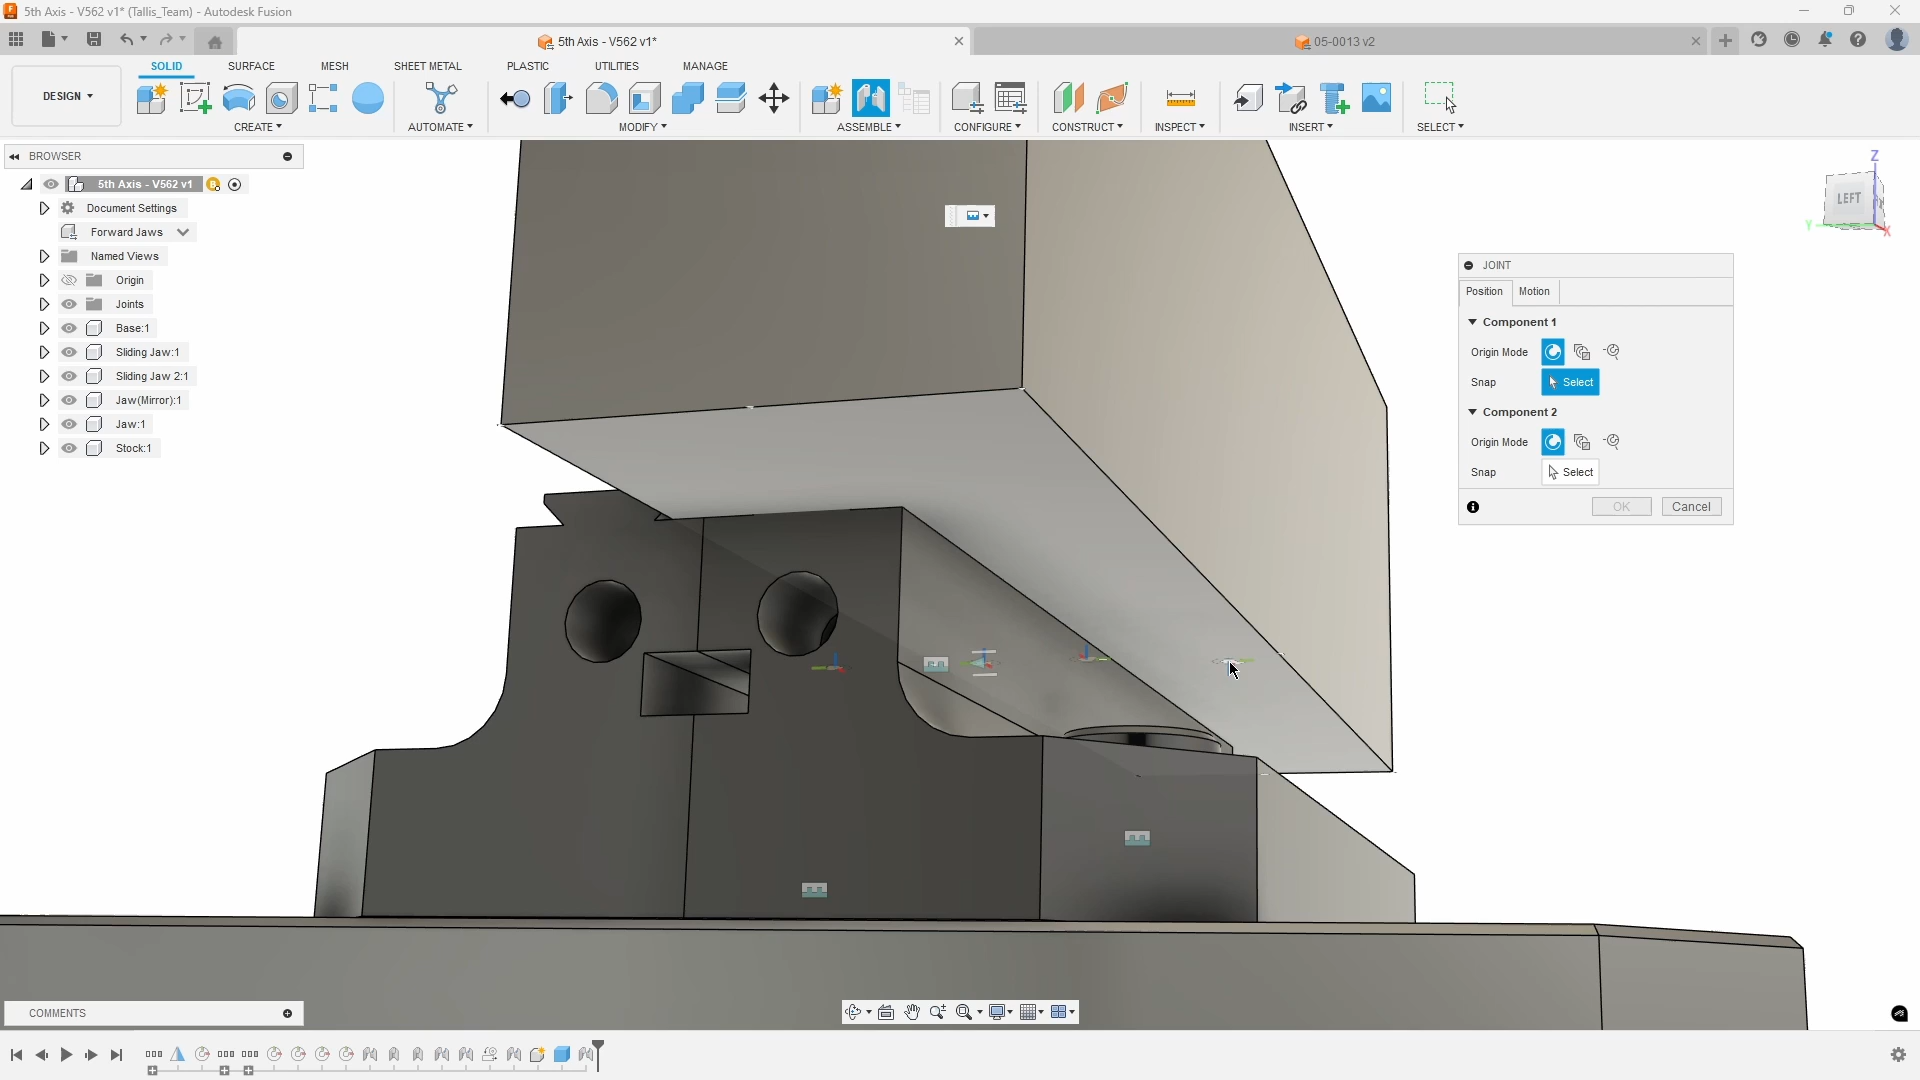 5th Axis - V562 v1* (Tallis_Team) - Autodesk Fusion
5th Axis - V562 v1*
05-0013 v2
DESIGN
SOLID
SURFACE
MESH
SHEET METAL
PLASTIC
UTILITIES
MANAGE
CREATE
AUTOMATE
MODIFY
ASSEMBLE
CONFIGURE
CONSTRUCT
INSPECT
INSERT
SELECT
BROWSER
5th Axis - V562 v1
Document Settings
Forward Jaws
Named Views
Origin
Joints
Base:1
Sliding Jaw:1
Sliding Jaw 2:1
Jaw(Mirror):1
Jaw:1
Stock:1
Z
LEFT
Y
X
JOINT
Position
Motion
Component 1
Origin Mode
Snap
Select
Component 2
Origin Mode
Snap
Select
OK
Cancel
COMMENTS